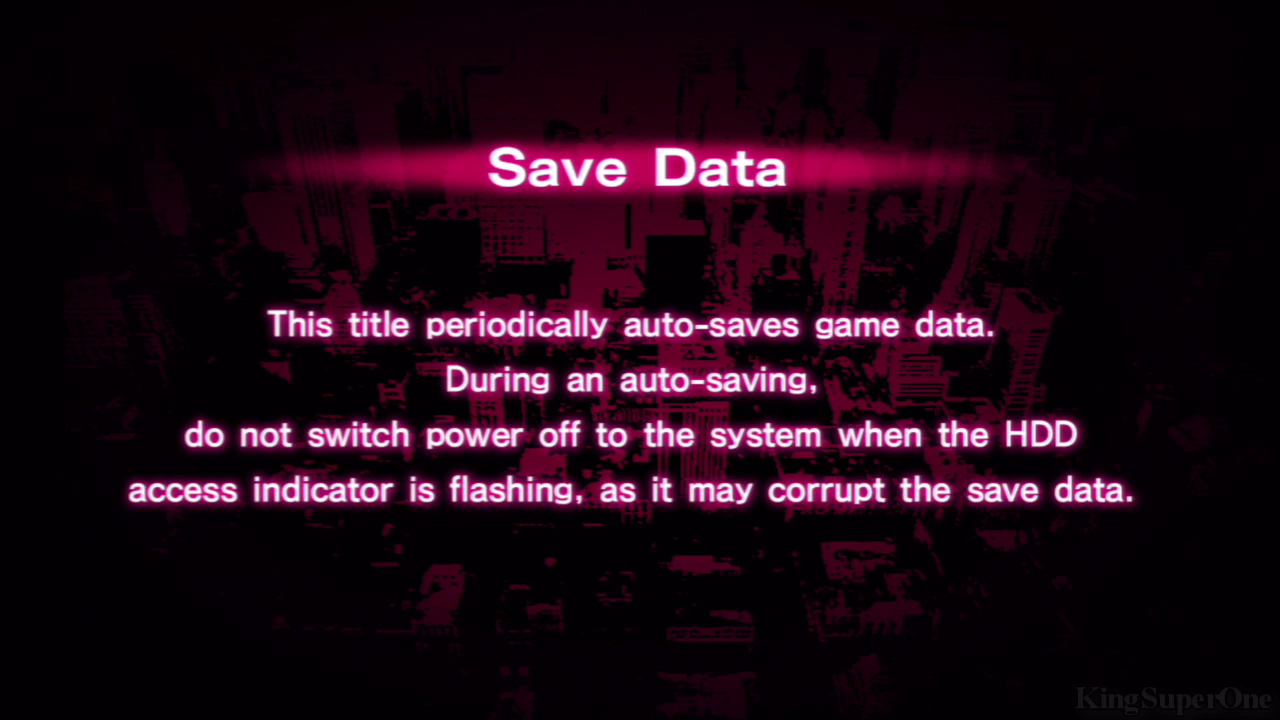 Save Data
This title periodically auto-saves game data.
During an auto-saving,
do not switch power off to the system when the HDD
access indicator is flashing, as it may corrupt the save data.
KingSuperOne